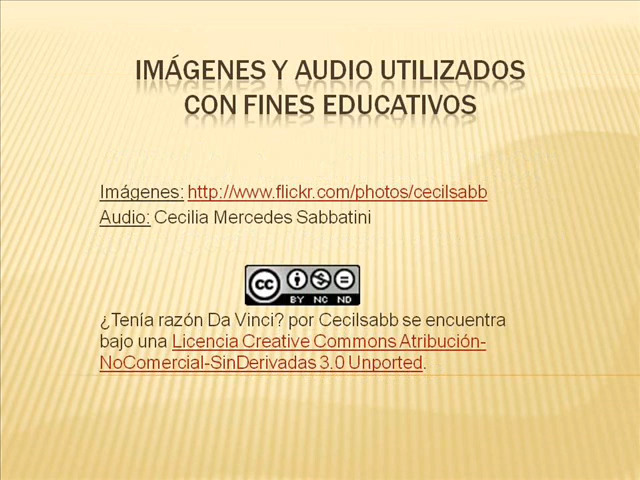 IMÁGENES Y AUDIO UTILIZADOS
CON FINES EDUCATIVOS
Imágenes: http://www.flickr.com/photos/cecilsabb
Audio: Cecilia Mercedes Sabbatini
cc
BY NC ND
¿Tenía razón Da Vinci? por Cecilsabb se encuentra
bajo una Licencia Creative Commons Atribución-
NoComercial-SinDerivadas 3.0 Unported.